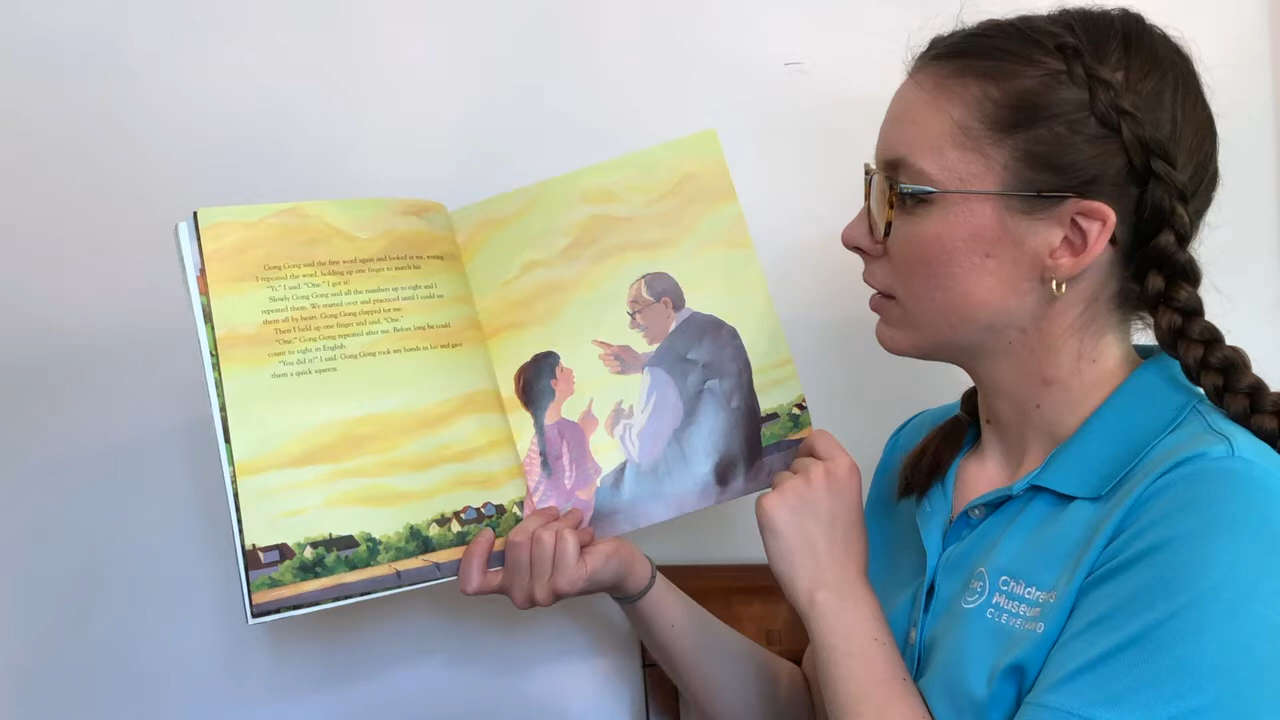 Gong Gong said the first word again and looked at me, waiting.
I repeated the word, holding up one finger to match his.
"Yi," I said. "One." I got it!
Slowly Gong Gong said all the numbers up to eight and I
repeated them. We started over and practiced until I could say
them all by heart. Gong Gong clapped for me.
Then I held up one finger and said, "One."
"One," Gong Gong repeated after me. Before long he could
count to eight in English.
"You did it!" I said. Gong Gong took my hands in his and gave
them a quick squeeze.
Children's
Museum
CLEVELAND